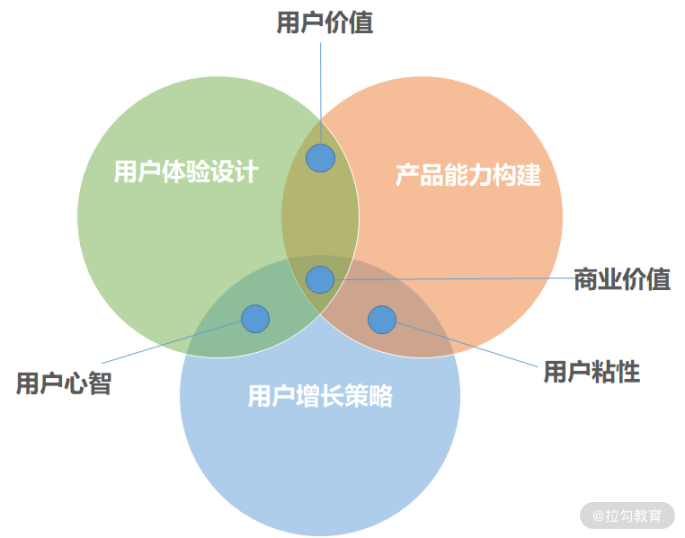 用户价值
用户体验设计
产品能力构建
商业价值
用户心智
用户粘性
用户增长策略
@拉勾教育